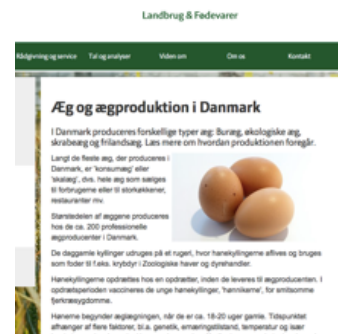 Landbrug & Fødevarer
Rådgivning og service Tal og analyser Viden om Om os Kontakt
Æg og ægproduktion i Danmark
I Danmark produceres forskellige typer æg: Buræg, økologiske æg,
skrabeæg og frilandsæg. Læs mere om hvordan produktionen foregår.
Langt de fleste æg, der produceres i
Danmark, er 'konsumæg' eller
'skalæg', dvs. hele æg som sælges
til forbrugerne eller til storkøkkener,
restauranter mv.
Størstedelen af æggene produceres
hos de ca. 200 professionelle
ægproducenter i Danmark.
De daggamle kyllinger udruges på et rugeri, hvor hanekyllingerne aflives og bruges
som foder til f.eks. krybdyr i Zoologiske haver og dyrehandler.
Hønekyllingerne opdrættes hos en opdrætter, inden de leveres til ægproducenten. I
opdrætsperioden vaccineres de unge hønekyllinger, 'hønnikerne', for smitsomme
fjerkræsygdomme.
Hønerne begynder æglægningen, når de er ca. 18-20 uger gamle. Tidspunktet
afhænger af flere faktorer, bl.a. genetik, ernæringstilstand, temperatur og især